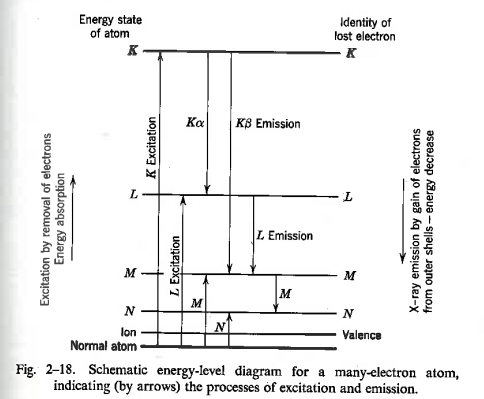 Energy state
of atom
Identity of
lost electron
K
K
Kα
Kβ Emission
K Excitation
Excitation by removal of electrons
Energy absorption
X-ray emission by gain of electrons
from outer shells – energy decrease
L
L
L Emission
L Excitation
M
M
M
M
N
N
N
Ion
Valence
Normal atom
Fig. 2–18. Schematic energy-level diagram for a many-electron atom,
indicating (by arrows) the processes of excitation and emission.